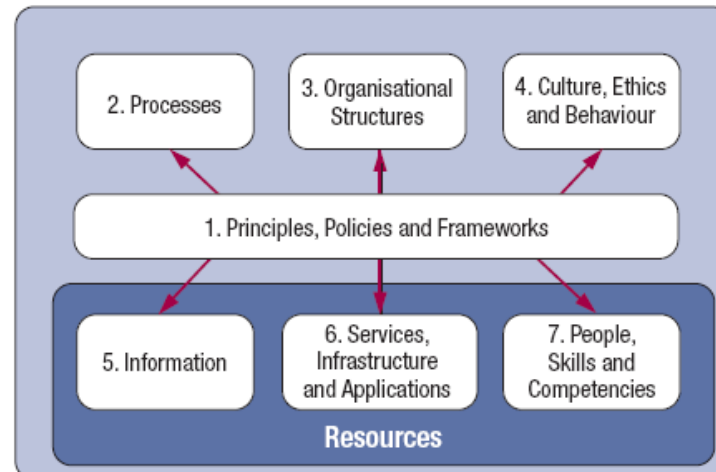 2. Processes
3. Organisational
Structures
4. Culture, Ethics
and Behaviour
1. Principles, Policies and Frameworks
5. Information
6. Services,
Infrastructure
and Applications
7. People,
Skills and
Competencies
Resources